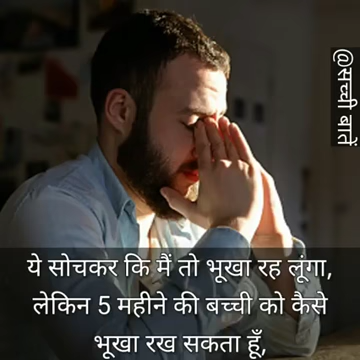 @सच्ची बातें
ये सोचकर कि मैं तो भूखा रह लूंगा,
लेकिन 5 महीने की बच्ची को कैसे
भूखा रख सकता हूँ,